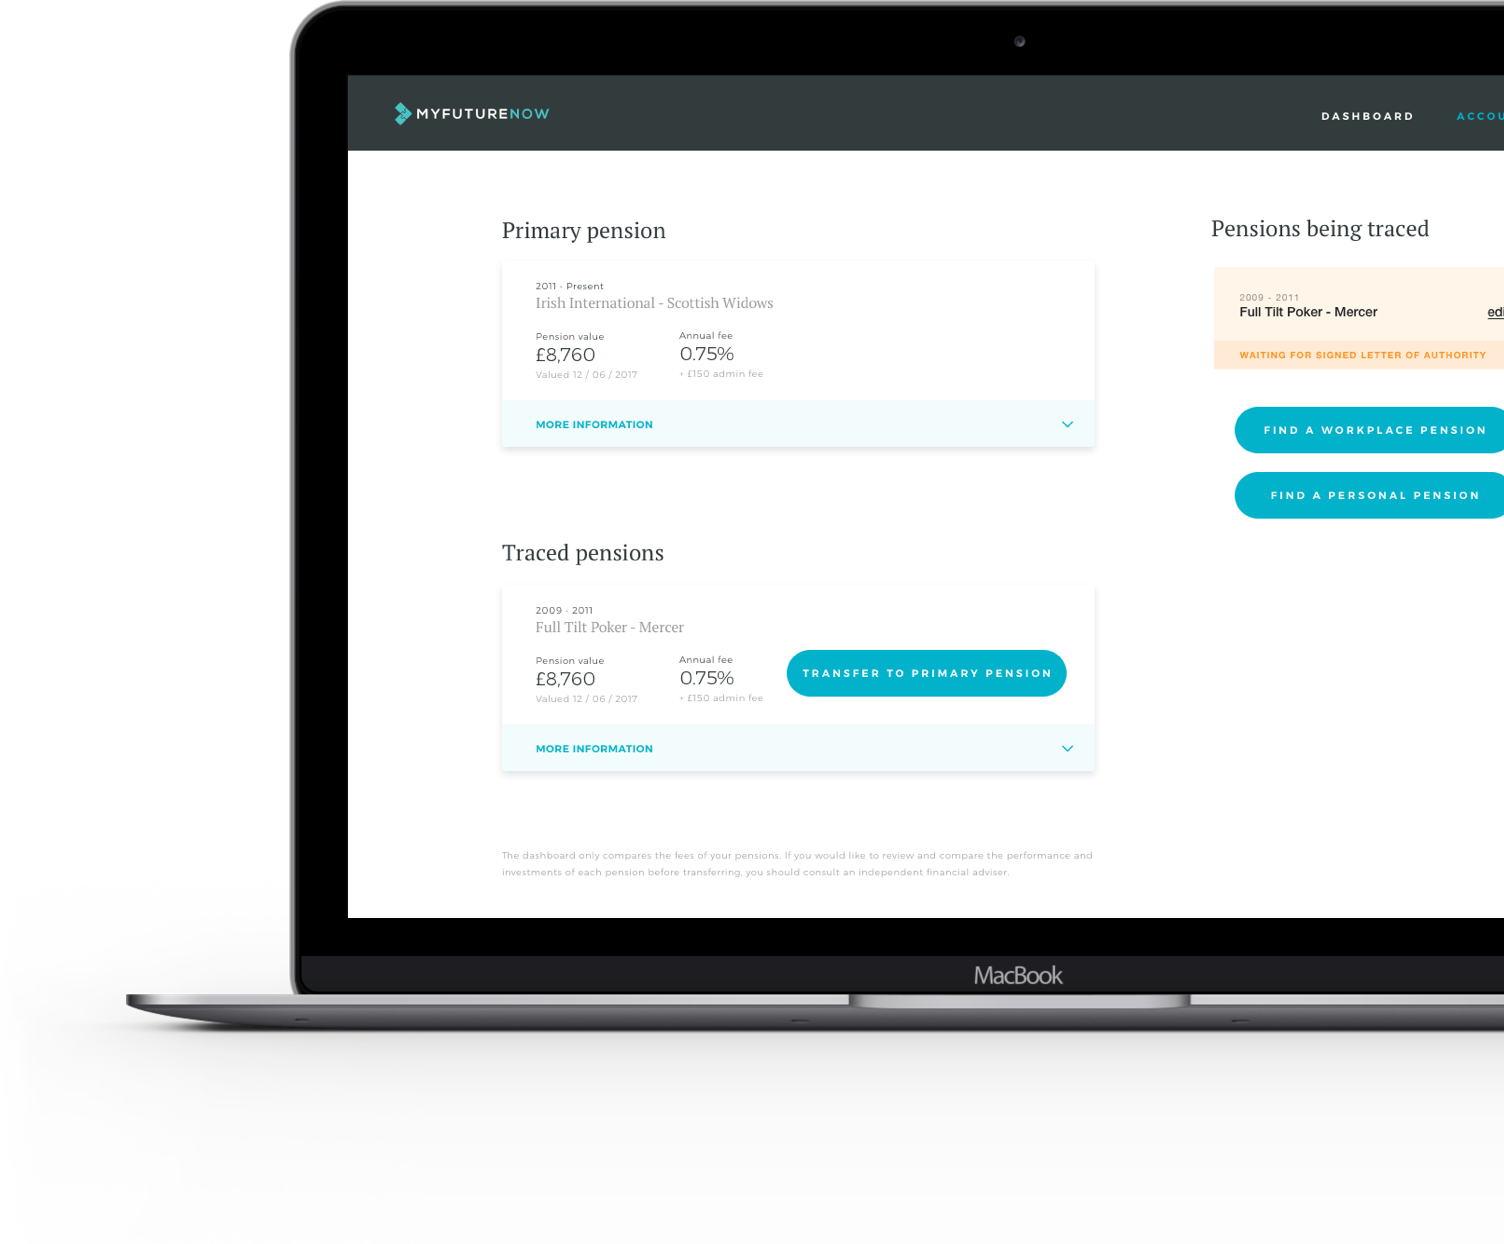 MYFUTURENOW
DASHBOARD
ACCOU
Primary pension
2011 - Present
Irish International - Scottish Widows
Pension value
Annual fee
£8,760
0.75%
Valued 12 / 06 / 2017
+ £150 admin fee
MORE INFORMATION
Traced pensions
2009 - 2011
Full Tilt Poker - Mercer
Pension value
Annual fee
£8,760
0.75%
Valued 12 / 06 / 2017
+ £150 admin fee
TRANSFER TO PRIMARY PENSION
MORE INFORMATION
The dashboard only compares the fees of your pensions. If you would like to review and compare the performance and
investments of each pension before transferring, you should consult an independent financial adviser.
Pensions being traced
2009 - 2011
Full Tilt Poker - Mercer
edi
WAITING FOR SIGNED LETTER OF AUTHORITY
FIND A WORKPLACE PENSION
FIND A PERSONAL PENSION
MacBook